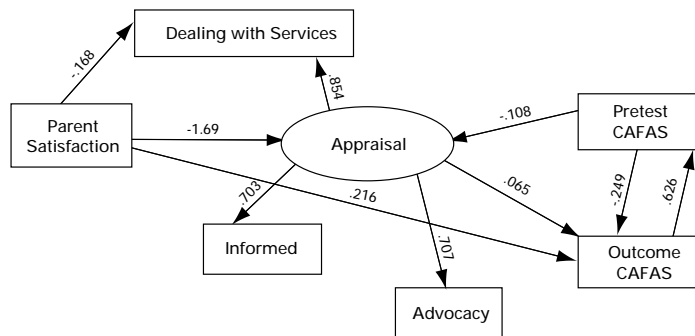 Dealing with Services
-.168
.854
Parent
Satisfaction
-1.69
Appraisal
-.108
Pretest
CAFAS
.703
.216
.065
-.249
.626
Informed
.707
Outcome
CAFAS
Advocacy